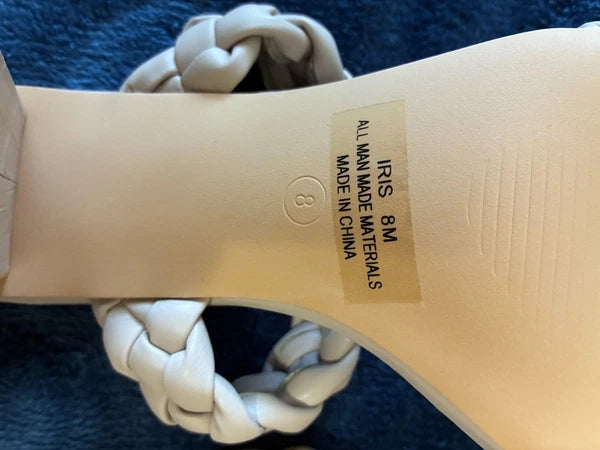 IRIS 8M
ALL MAN MADE MATERIALS
MADE IN CHINA
8